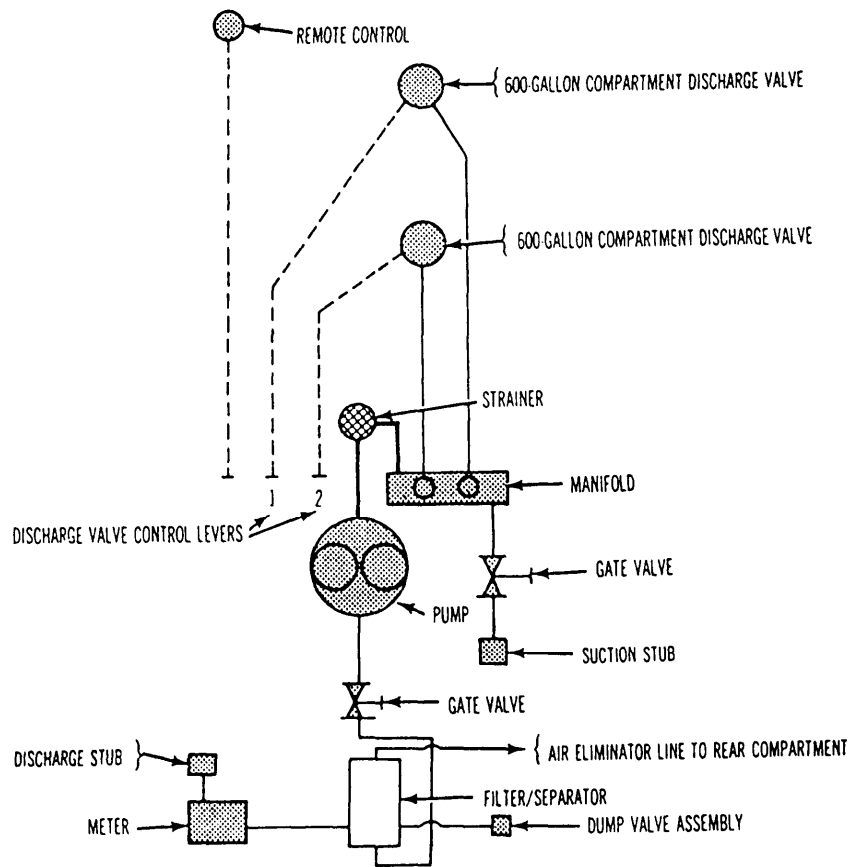 REMOTE CONTROL
600-GALLON COMPARTMENT DISCHARGE VALVE
600-GALLON COMPARTMENT DISCHARGE VALVE
STRAINER
MANIFOLD
1 2
DISCHARGE VALVE CONTROL LEVERS
GATE VALVE
PUMP
SUCTION STUB
GATE VALVE
DISCHARGE STUB
AIR ELIMINATOR LINE TO REAR COMPARTMENT
FILTER/SEPARATOR
METER
DUMP VALVE ASSEMBLY